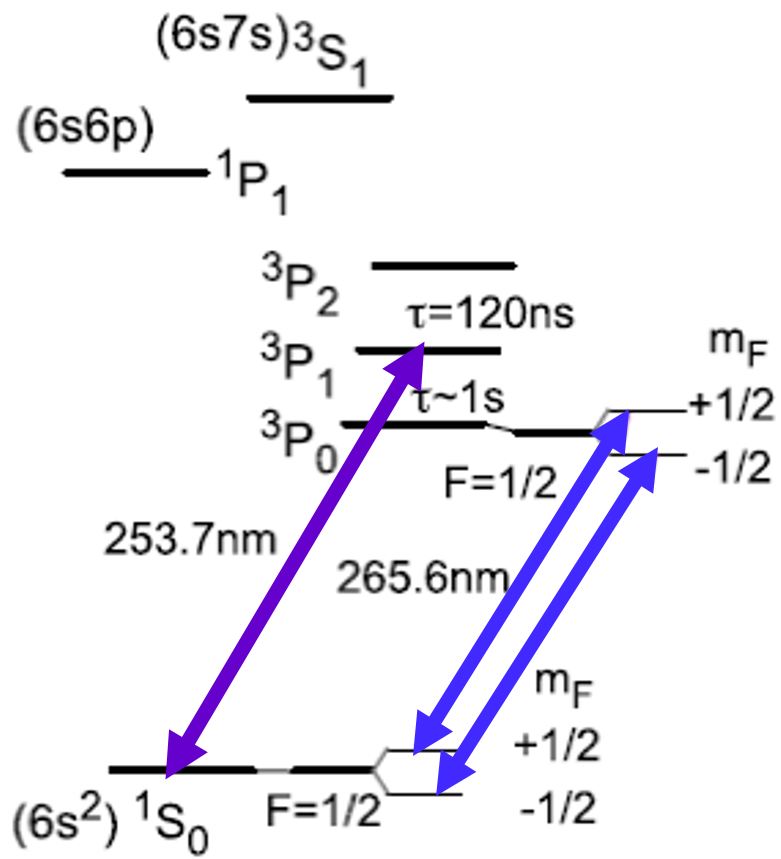 (6s7s)³S₁
(6s6p)
¹P₁
³P₂
τ=120ns
³P₁
m_F
τ~1s
+1/2
³P₀
-1/2
F=1/2
253.7nm
265.6nm
m_F
+1/2
F=1/2
-1/2
(6s²) ¹S₀